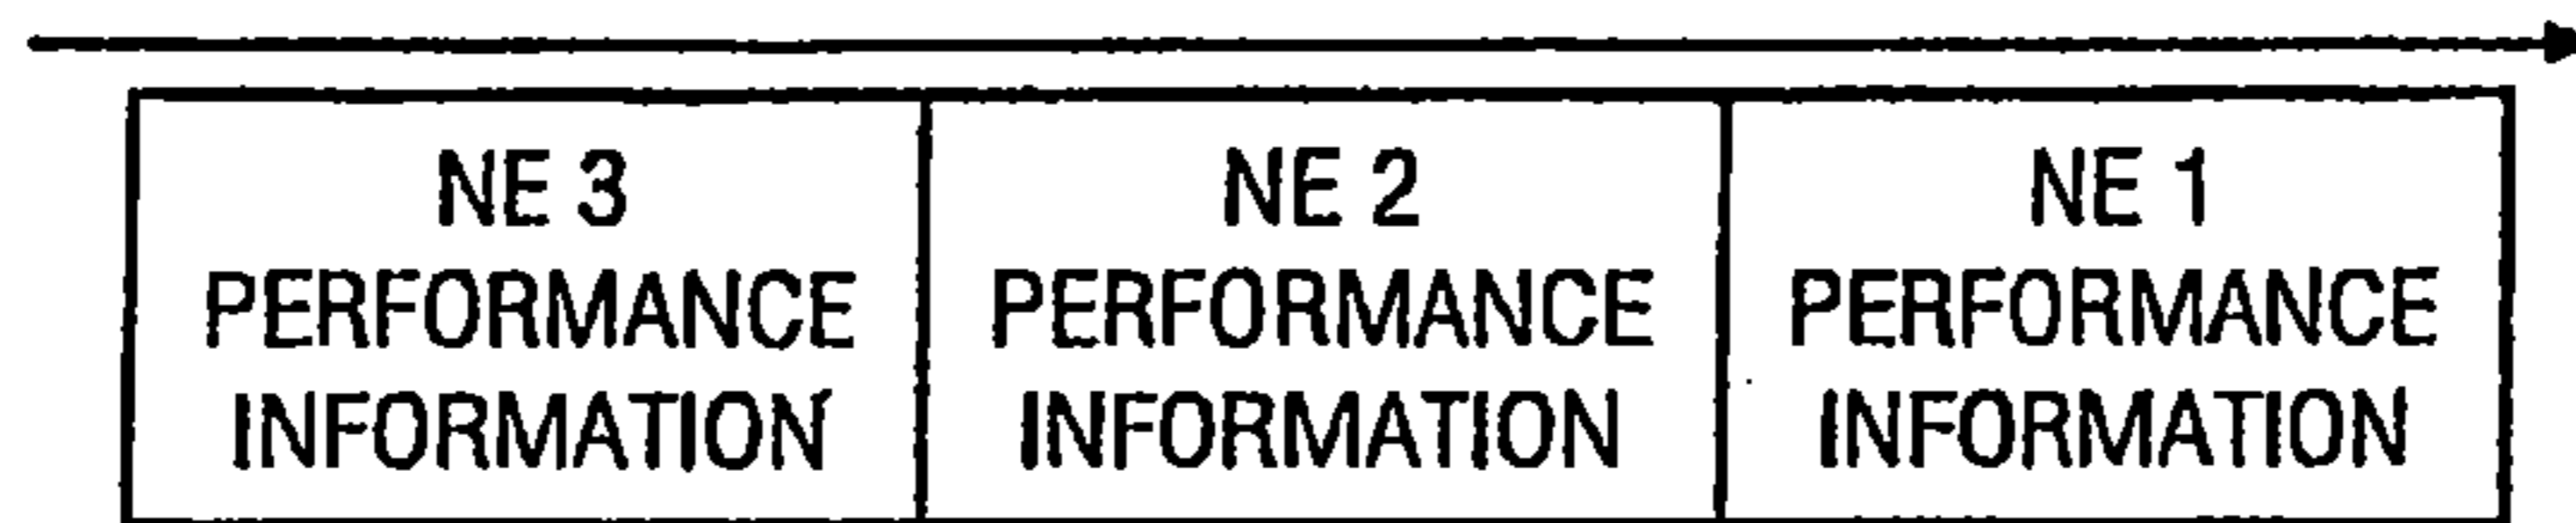 NE 3
PERFORMANCE
INFORMATION
NE 2
PERFORMANCE
INFORMATION
NE 1
PERFORMANCE
INFORMATION